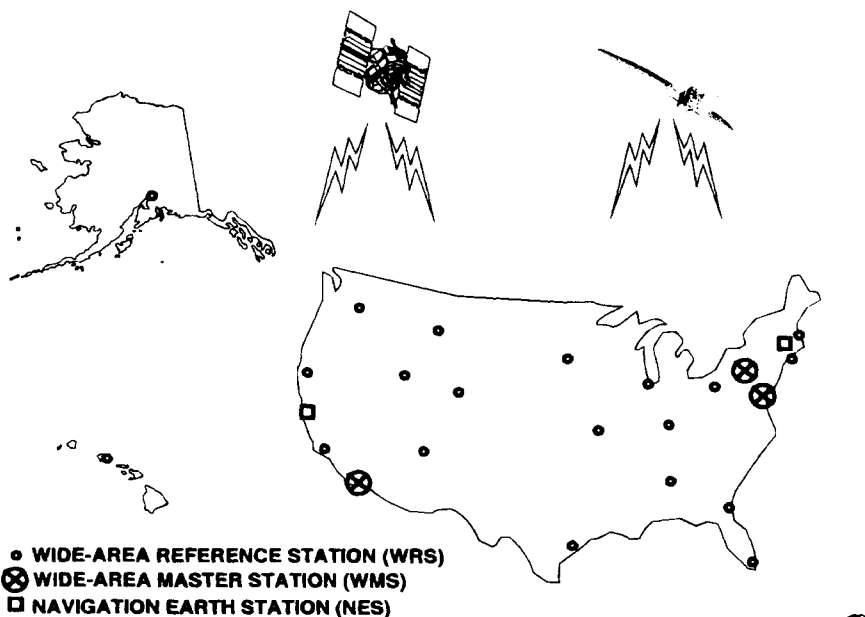 WIDE-AREA REFERENCE STATION (WRS)
WIDE-AREA MASTER STATION (WMS)
NAVIGATION EARTH STATION (NES)